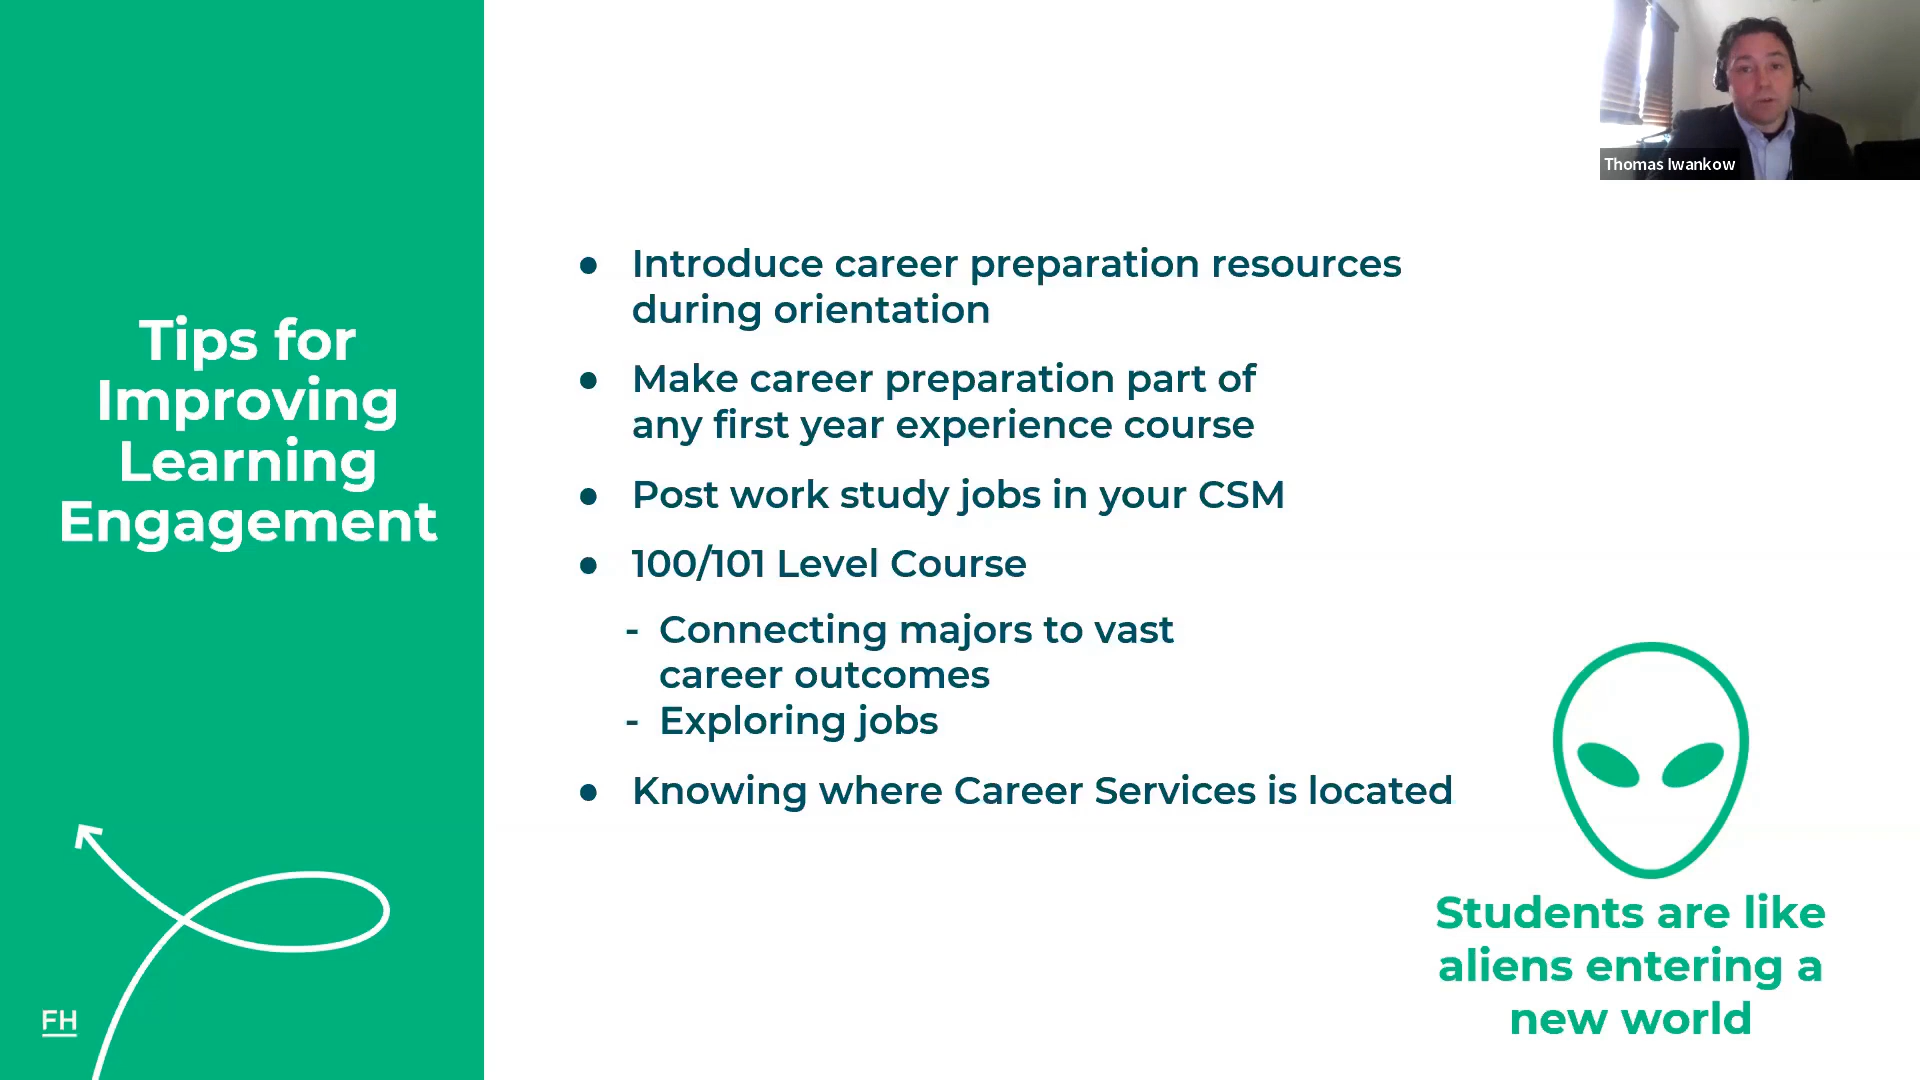 Tips for
Improving
Learning
Engagement
FH
● Introduce career preparation resources
during orientation
● Make career preparation part of
any first year experience course
● Post work study jobs in your CSM
● 100/101 Level Course
- Connecting majors to vast
career outcomes
- Exploring jobs
● Knowing where Career Services is located
Students are like
aliens entering a
new world
Thomas Iwankow